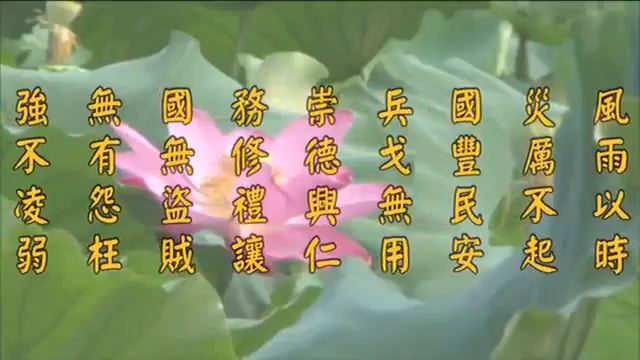 風雨以時
災厲不起
國豐民安
兵戈無用
崇德興仁
務修禮讓
國無盜賊
無有怨枉
強不凌弱